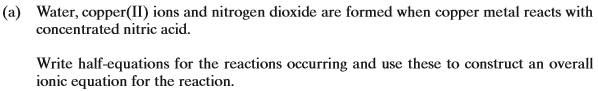 (a) Water, copper(II) ions and nitrogen dioxide are formed when copper metal reacts with
concentrated nitric acid.
Write half-equations for the reactions occurring and use these to construct an overall
ionic equation for the reaction.